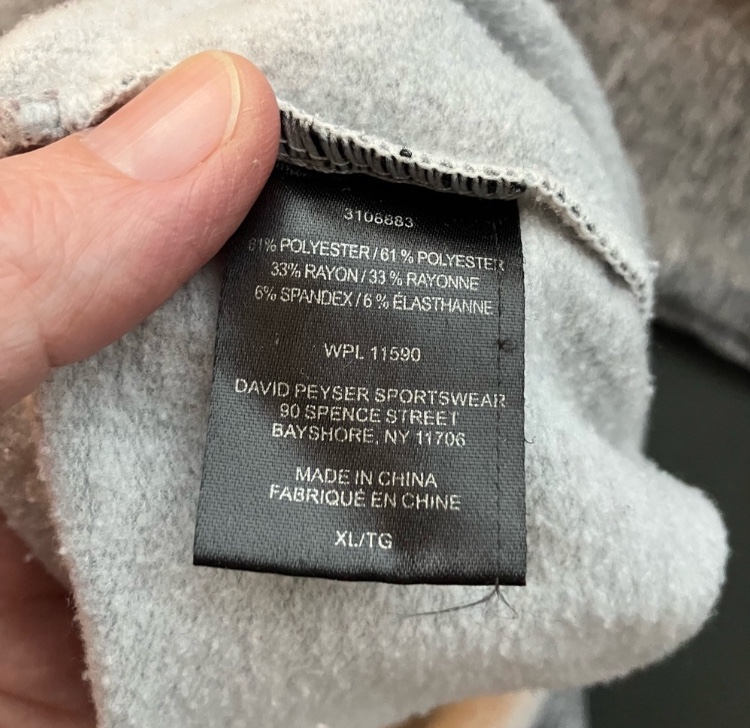 3108883
61% POLYESTER / 61 % POLYESTER
33% RAYON / 33 % RAYONNE
6% SPANDEX / 6 % ÉLASTHANNE
WPL 11590
DAVID PEYSER SPORTSWEAR
90 SPENCE STREET
BAYSHORE, NY 11706
MADE IN CHINA
FABRIQUÉ EN CHINE
XL/TG